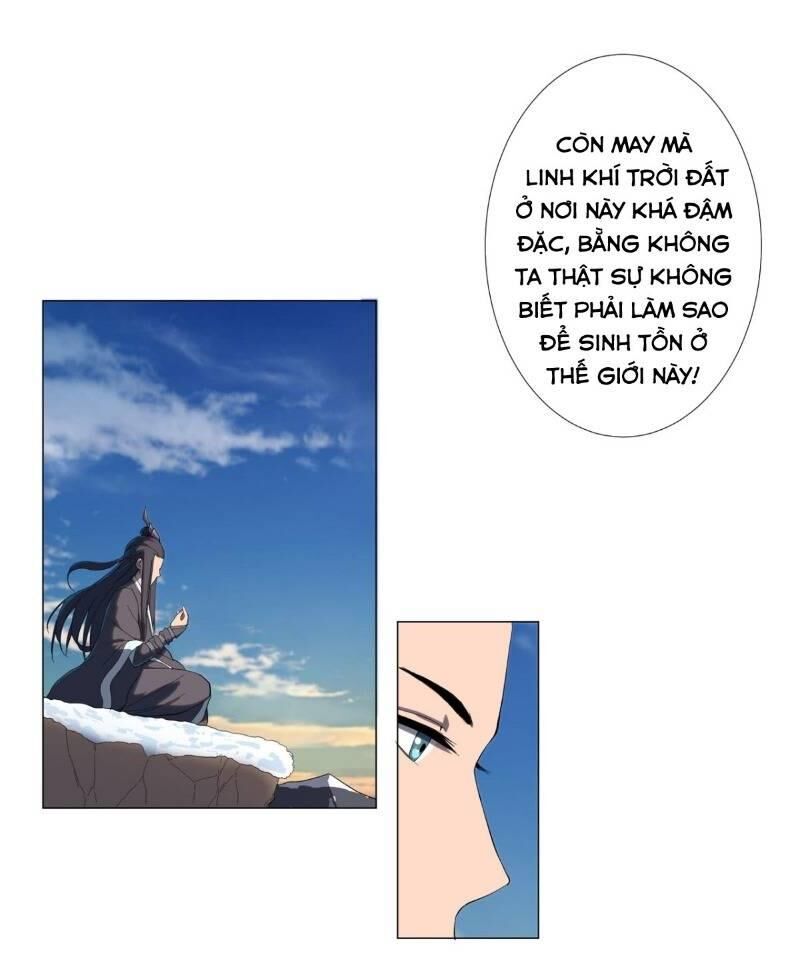 CÒN MAY MÀ
LINH KHÍ TRỜI ĐẤT
Ở NƠI NÀY KHÁ ĐẬM
ĐẶC, BẰNG KHÔNG
TA THẬT SỰ KHÔNG
BIẾT PHẢI LÀM SAO
ĐỂ SINH TỒN Ở
THẾ GIỚI NÀY!